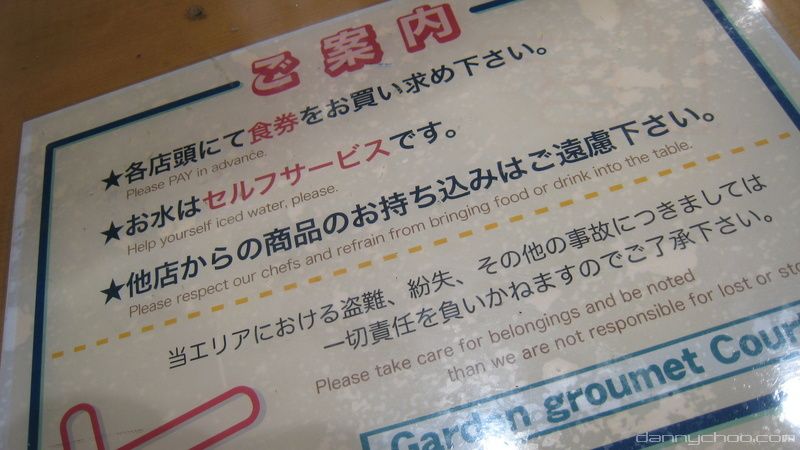 ご案内
★各店頭にて食券をお買い求め下さい。
Please PAY in advance.
★お水はセルフサービスです。
Help yourself iced water, please.
★他店からの商品のお持ち込みはご遠慮下さい。
Please respect our chefs and refrain from bringing food or drink into the table.
当エリアにおける盗難、紛失、その他の事故につきましては
一切責任を負いかねますのでご了承下さい。
Please take care for belongings and be noted
than we are not responsible for lost or
Garden groumet
dannychoo.com